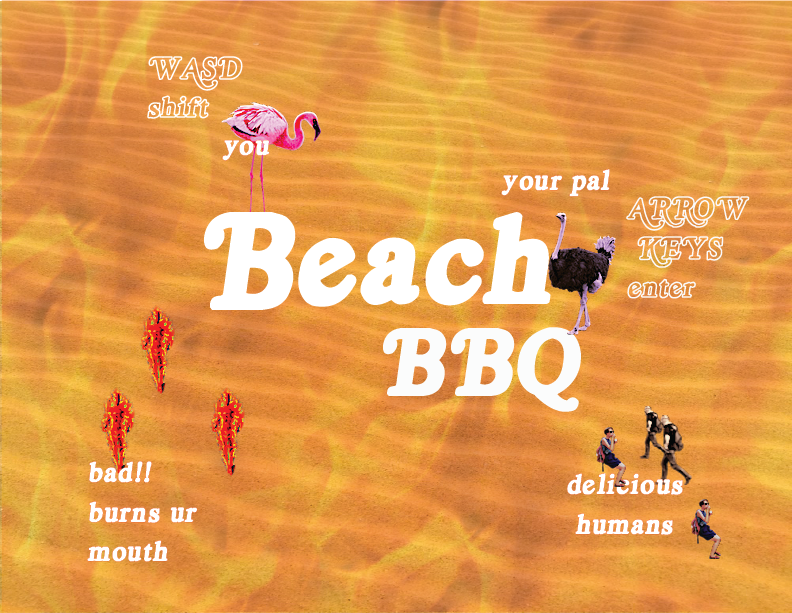 WASD
shift
you
your pal
ARROW
KEYS
enter
Beach
BBQ
bad!!
burns ur
mouth
delicious
humans